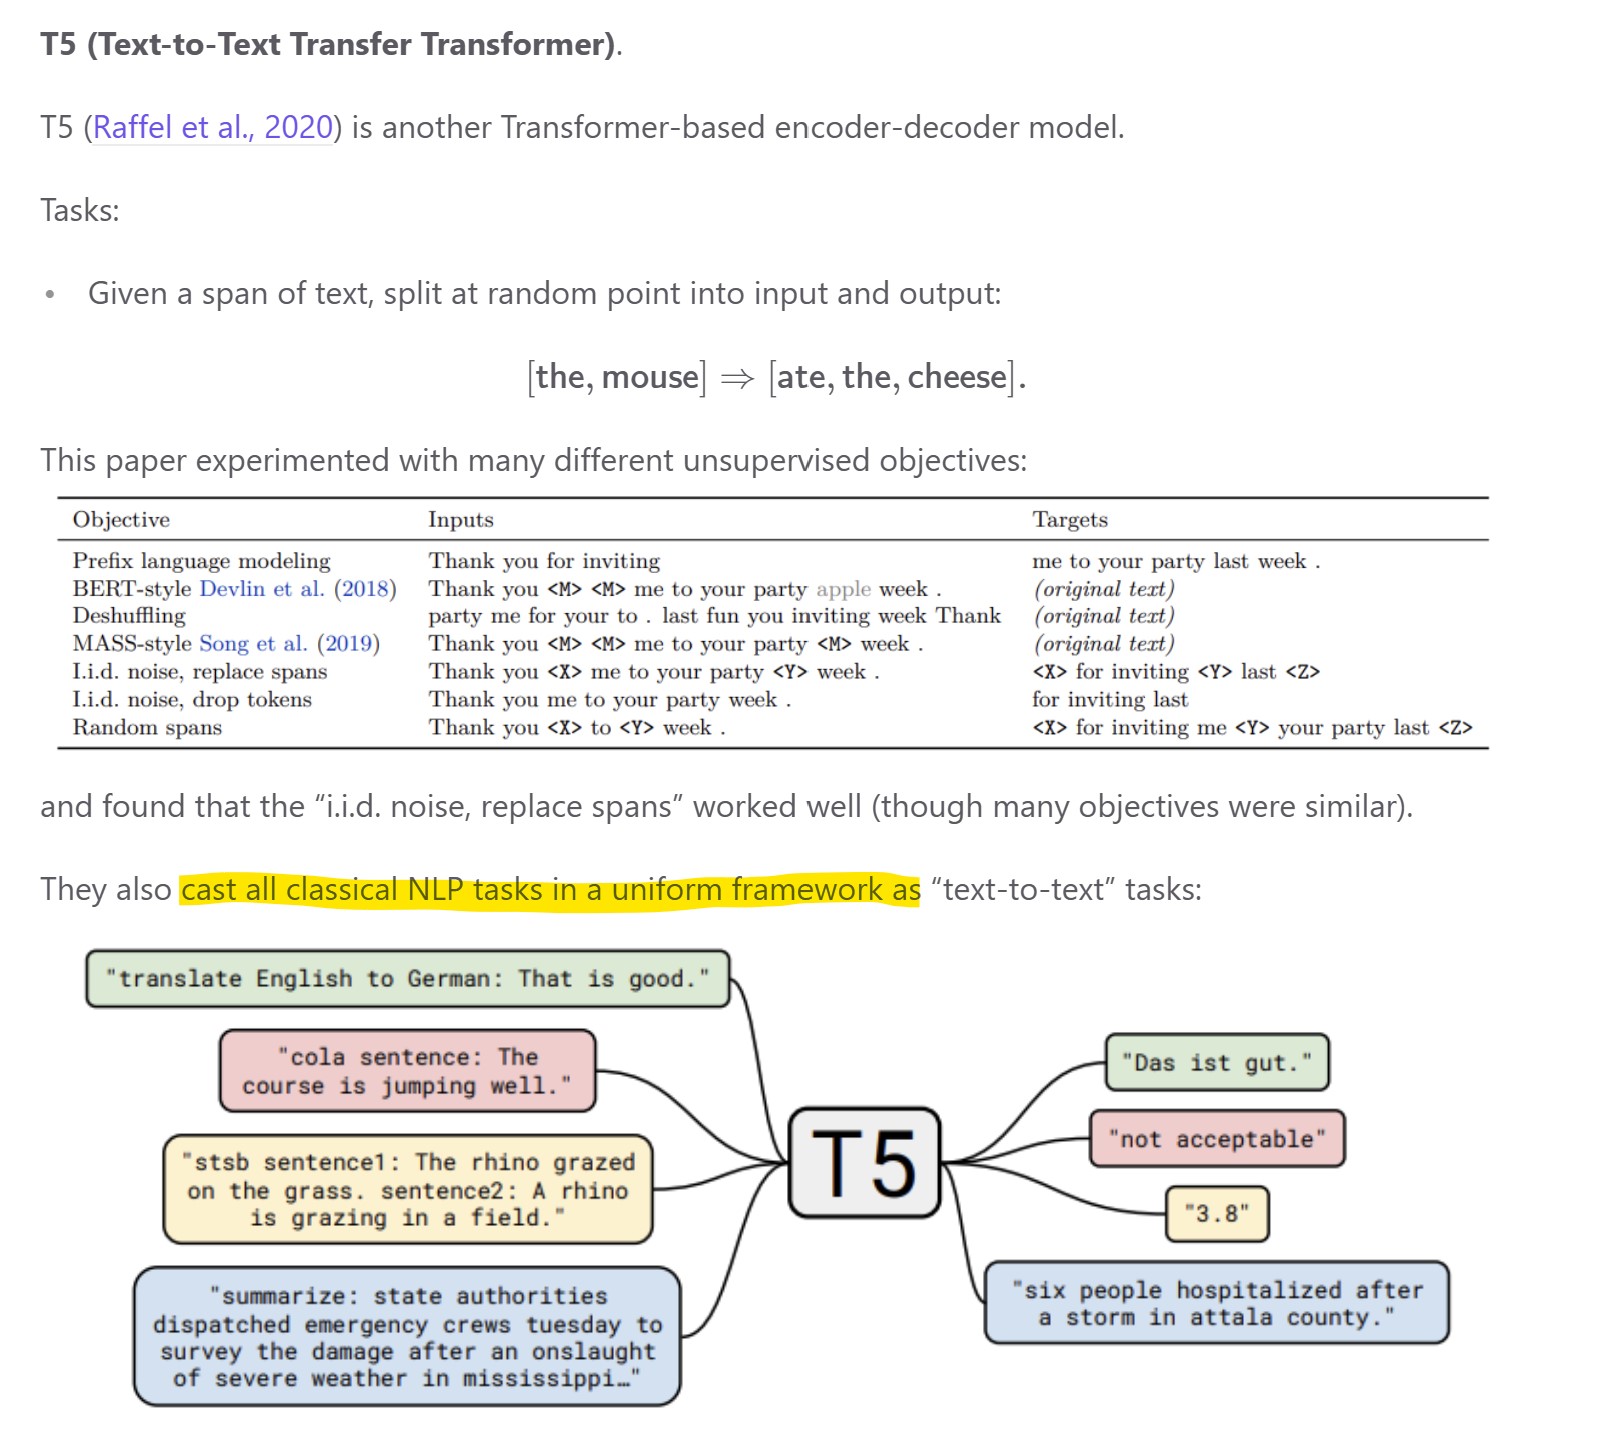 T5 (Text-to-Text Transfer Transformer).
T5 (Raffel et al., 2020) is another Transformer-based encoder-decoder model.
Tasks:
• Given a span of text, split at random point into input and output:
[the, mouse] ⇒ [ate, the, cheese].
This paper experimented with many different unsupervised objectives:
Objective Inputs Targets
Prefix language modeling Thank you for inviting me to your party last week .
BERT-style Devlin et al. (2018) Thank you <M> <M> me to your party apple week . (original text)
Deshuffling party me for your to . last fun you inviting week Thank (original text)
MASS-style Song et al. (2019) Thank you <M> <M> me to your party <M> week . (original text)
I.i.d. noise, replace spans Thank you <X> me to your party <Y> week . <X> for inviting <Y> last <Z>
I.i.d. noise, drop tokens Thank you me to your party week . for inviting last
Random spans Thank you <X> to <Y> week . <X> for inviting me <Y> your party last <Z>
and found that the “i.i.d. noise, replace spans” worked well (though many objectives were similar).
They also cast all classical NLP tasks in a uniform framework as “text-to-text” tasks:
"translate English to German: That is good."
"cola sentence: The
course is jumping well."
"stsb sentence1: The rhino grazed
on the grass. sentence2: A rhino
is grazing in a field."
"summarize: state authorities
dispatched emergency crews tuesday to
survey the damage after an onslaught
of severe weather in mississippi…"
T5
"Das ist gut."
"not acceptable"
"3.8"
"six people hospitalized after
a storm in attala county."